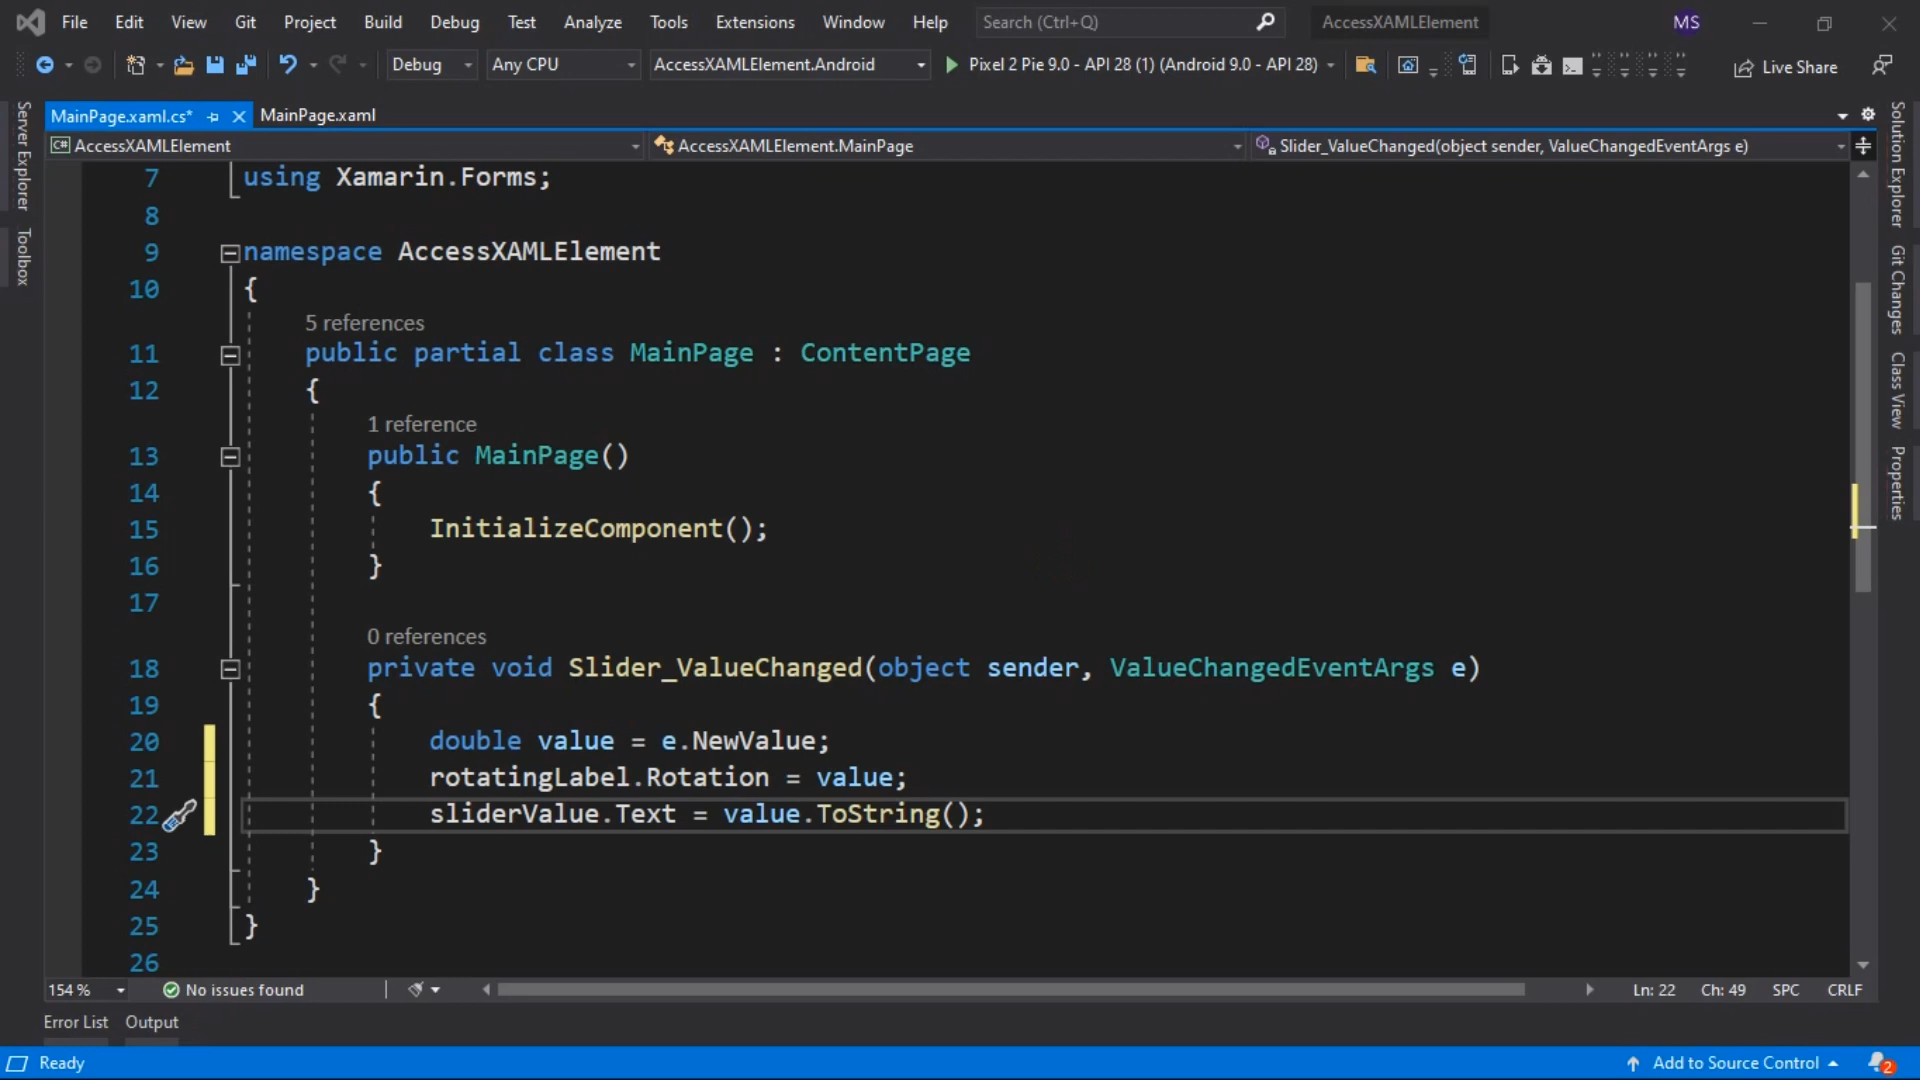 File Edit View Git Project Build Debug Test Analyze Tools Extensions Window Help Search (Ctrl+Q) AccessXAMLElement MS
Debug Any CPU AccessXAMLElement.Android Pixel 2 Pie 9.0 - API 28 (1) (Android 9.0 - API 28) Live Share
Server Explorer
Toolbox
MainPage.xaml.cs* MainPage.xaml
AccessXAMLElement AccessXAMLElement.MainPage Slider_ValueChanged(object sender, ValueChangedEventArgs e)
7 using Xamarin.Forms;
8
9 namespace AccessXAMLElement
10 {
5 references
11 public partial class MainPage : ContentPage
12 {
1 reference
13 public MainPage()
14 {
15 InitializeComponent();
16 }
17
0 references
18 private void Slider_ValueChanged(object sender, ValueChangedEventArgs e)
19 {
20 double value = e.NewValue;
21 rotatingLabel.Rotation = value;
22 sliderValue.Text = value.ToString();
23 }
24 }
25 }
26
Solution Explorer
Git Changes
Class View
Properties
154 % No issues found Ln: 22 Ch: 49 SPC CRLF
Error List Output
Ready Add to Source Control 2